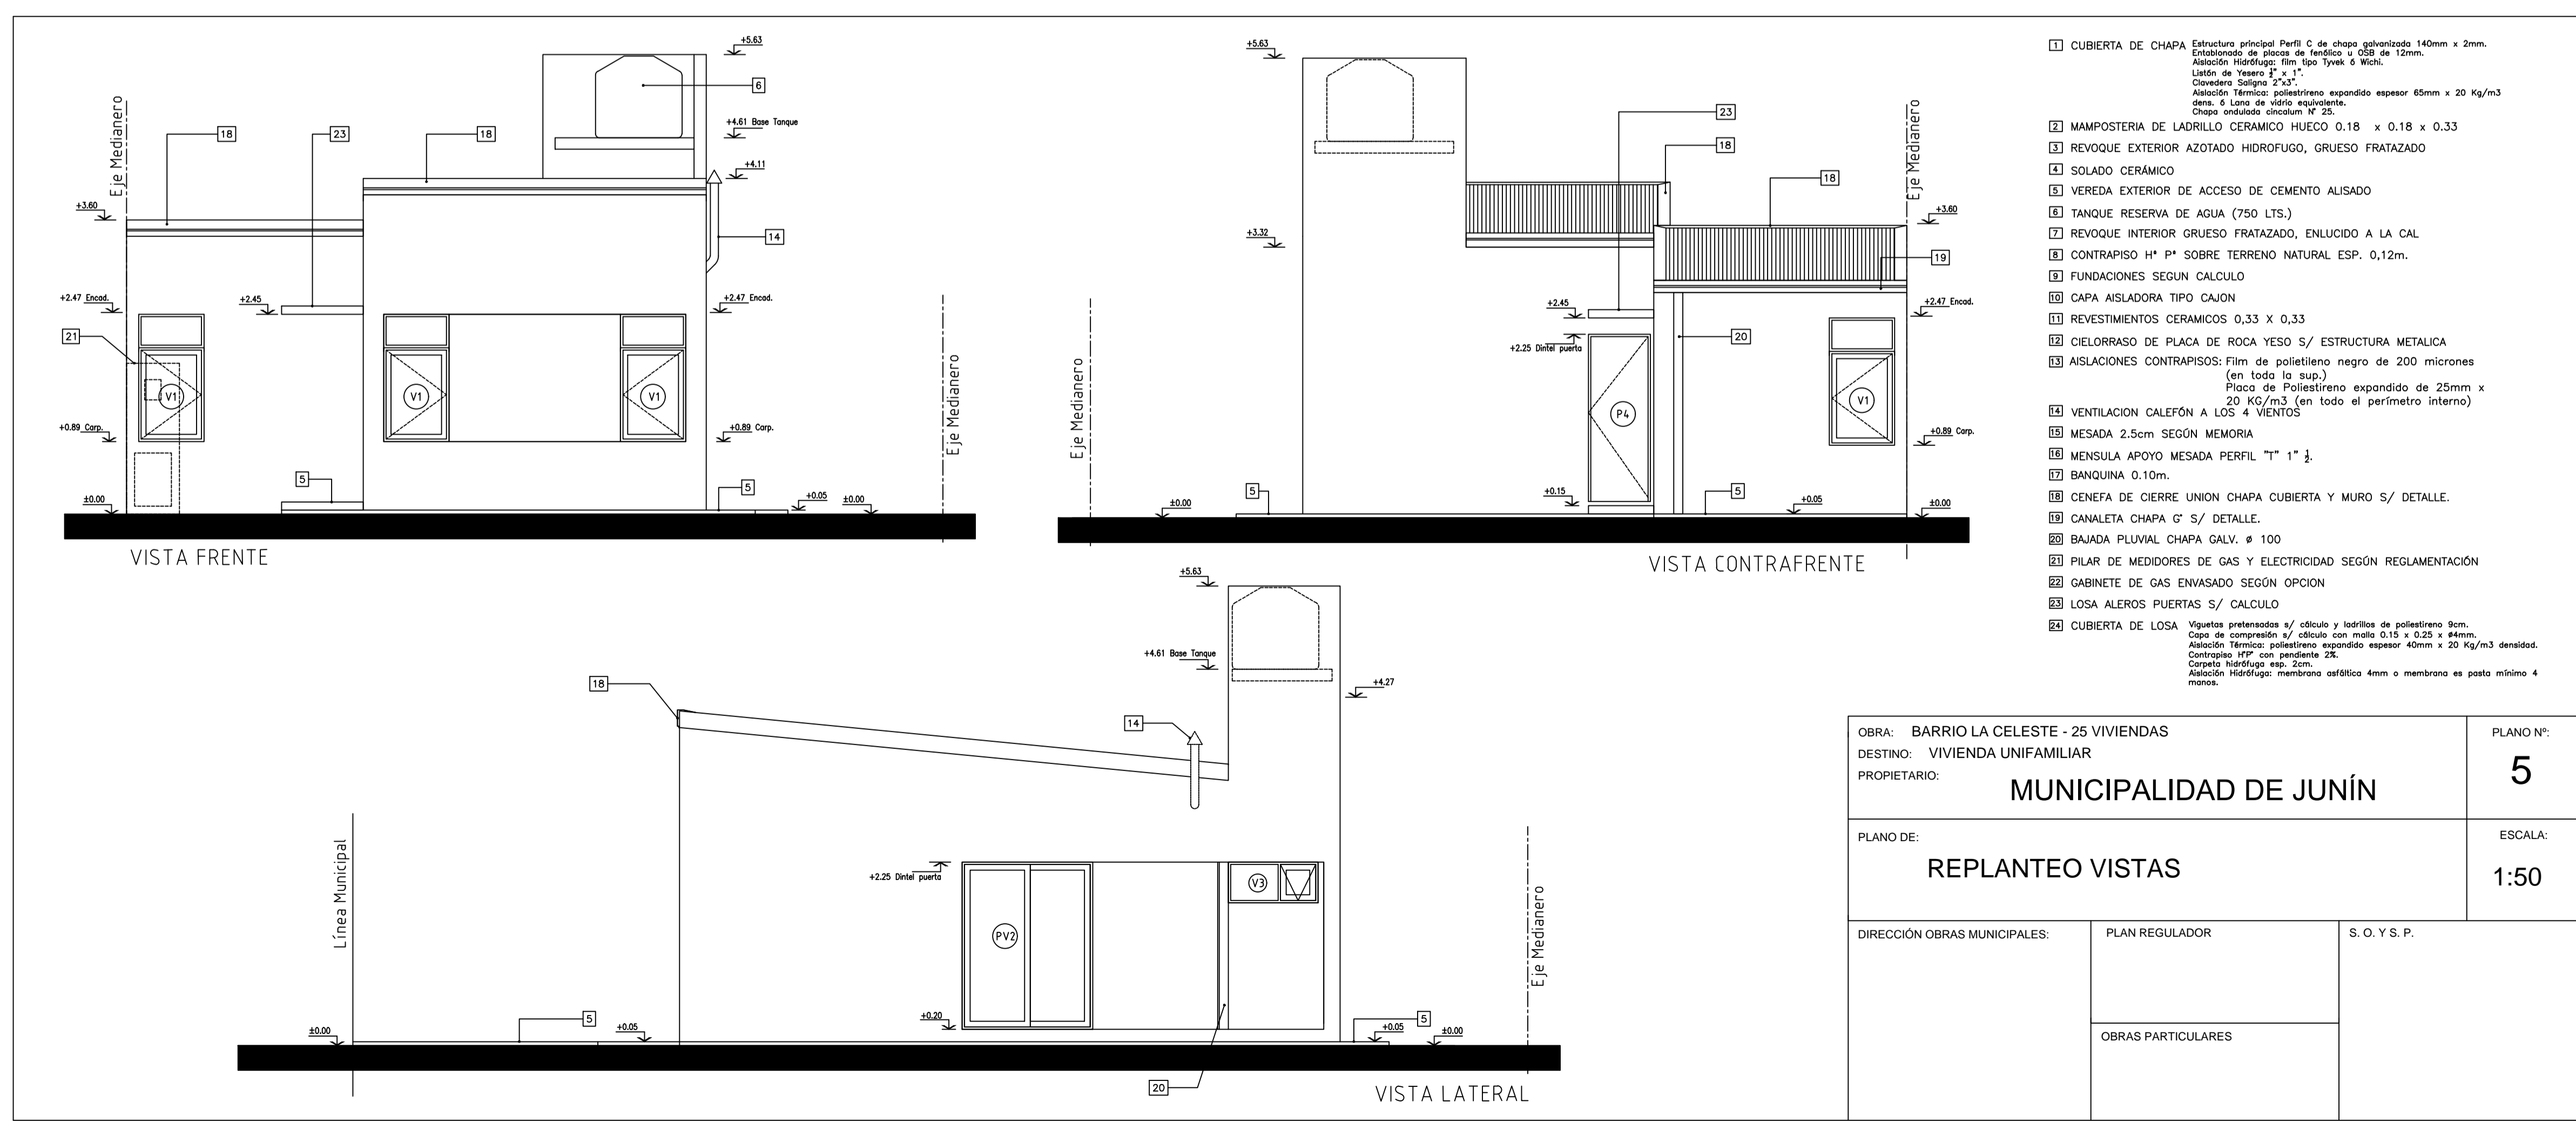 +5.63
6
+4.61 Base Tanque
+4.11
18
23
18
Eje Medianero
+3.60
14
+2.47 Encad.
+2.45
+2.47 Encad.
21
V1
V1
V1
+0.89 Carp.
+0.89 Carp.
Eje Medianero
5
5
±0.00
+0.05
±0.00
VISTA FRENTE
+5.63
23
18
18
Eje Medianero
+3.60
+3.32
19
+2.45
+2.47 Encad.
+2.25 Dintel puerta
20
Eje Medianero
P4
V1
+0.89 Carp.
5
+0.15
5
+0.05
±0.00
±0.00
VISTA CONTRAFRENTE
+5.63
+4.61 Base Tanque
+4.27
18
14
Línea Municipal
+2.25 Dintel puerta
V3
PV2
Eje Medianero
±0.00
5
+0.05
+0.20
+0.05
5
±0.00
20
VISTA LATERAL
1 CUBIERTA DE CHAPA Estructura principal Perfil C de chapa galvanizada 140mm x 2mm.
Entablonado de placas de fenólico u OSB de 12mm.
Aislación Hidrófuga: film tipo Tyvek ó Wichi.
Listón de Yesero ½" x 1".
Clavedera Saligna 2"x3".
Aislación Térmica: poliestrireno expandido espesor 65mm x 20 Kg/m3
dens. ó Lana de vidrio equivalente.
Chapa ondulada cincalum N° 25.
2 MAMPOSTERIA DE LADRILLO CERAMICO HUECO 0.18 x 0.18 x 0.33
3 REVOQUE EXTERIOR AZOTADO HIDROFUGO, GRUESO FRATAZADO
4 SOLADO CERÁMICO
5 VEREDA EXTERIOR DE ACCESO DE CEMENTO ALISADO
6 TANQUE RESERVA DE AGUA (750 LTS.)
7 REVOQUE INTERIOR GRUESO FRATAZADO, ENLUCIDO A LA CAL
8 CONTRAPISO Hº Pº SOBRE TERRENO NATURAL ESP. 0,12m.
9 FUNDACIONES SEGUN CALCULO
10 CAPA AISLADORA TIPO CAJON
11 REVESTIMIENTOS CERAMICOS 0,33 X 0,33
12 CIELORRASO DE PLACA DE ROCA YESO S/ ESTRUCTURA METALICA
13 AISLACIONES CONTRAPISOS: Film de polietileno negro de 200 micrones
(en toda la sup.)
Placa de Poliestireno expandido de 25mm x
20 KG/m3 (en todo el perímetro interno)
14 VENTILACION CALEFÓN A LOS 4 VIENTOS
15 MESADA 2.5cm SEGÚN MEMORIA
16 MENSULA APOYO MESADA PERFIL "T" 1" ½.
17 BANQUINA 0.10m.
18 CENEFA DE CIERRE UNION CHAPA CUBIERTA Y MURO S/ DETALLE.
19 CANALETA CHAPA G° S/ DETALLE.
20 BAJADA PLUVIAL CHAPA GALV. ø 100
21 PILAR DE MEDIDORES DE GAS Y ELECTRICIDAD SEGÚN REGLAMENTACIÓN
22 GABINETE DE GAS ENVASADO SEGÚN OPCION
23 LOSA ALEROS PUERTAS S/ CALCULO
24 CUBIERTA DE LOSA Viguetas pretensadas s/ cálculo y ladrillos de poliestireno 9cm.
Capa de compresión s/ cálculo con malla 0.15 x 0.25 x ø4mm.
Aislación Térmica: poliestireno expandido espesor 40mm x 20 Kg/m3 densidad.
Contrapiso H°P° con pendiente 2%.
Carpeta hidrófuga esp. 2cm.
Aislación Hidrófuga: membrana asfáltica 4mm o membrana es pasta mínimo 4
manos.
OBRA: BARRIO LA CELESTE - 25 VIVIENDAS
DESTINO: VIVIENDA UNIFAMILIAR
PROPIETARIO:
MUNICIPALIDAD DE JUNÍN
PLANO Nº:
5
PLANO DE:
REPLANTEO VISTAS
ESCALA:
1:50
DIRECCIÓN OBRAS MUNICIPALES:
PLAN REGULADOR
S. O. Y S. P.
OBRAS PARTICULARES